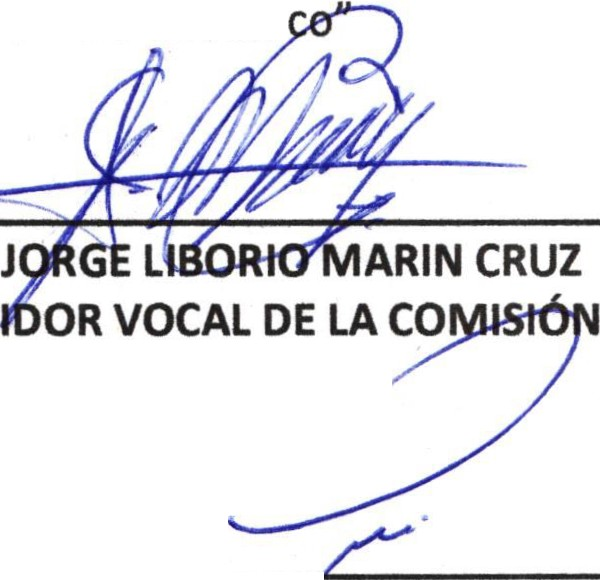 co"
JORGE LIBORIO MARIN CRUZ
IDOR VOCAL DE LA COMISIÓN